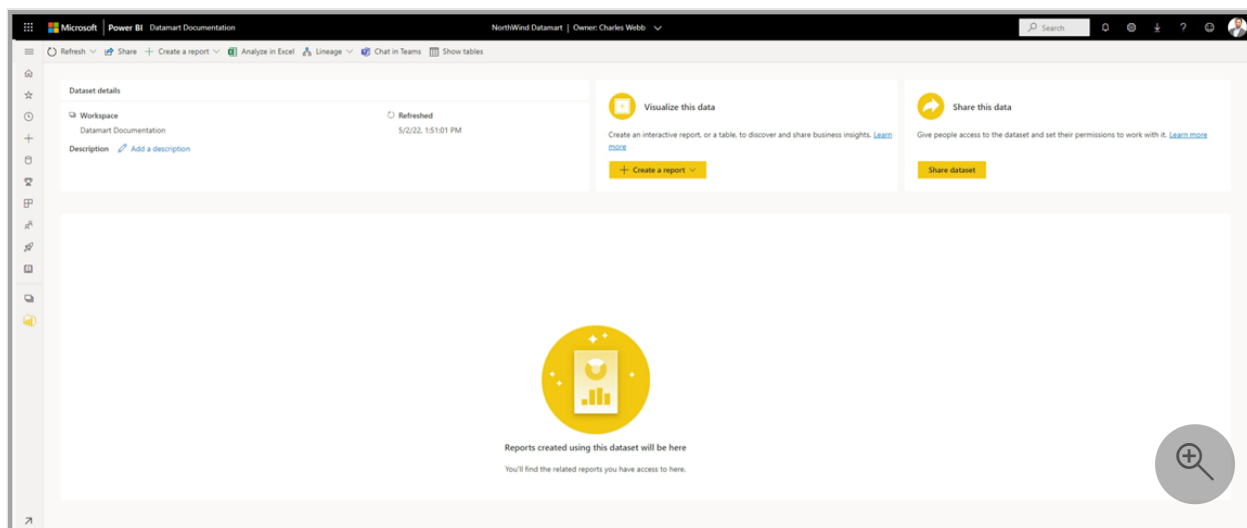 Microsoft Power BI Datamart Documentation NorthWind Datamart | Owner: Charles Webb Search
Refresh Share Create a report Analyze in Excel Lineage Chat in Teams Show tables
Dataset details
Workspace
Datamart Documentation
Refreshed
5/2/22, 1:51:01 PM
Description Add a description
Visualize this data
Create an interactive report, or a table, to discover and share business insights. Learn
more
Create a report
Share this data
Give people access to the dataset and set their permissions to work with it. Learn more
Share dataset
Reports created using this dataset will be here
You'll find the related reports you have access to here.